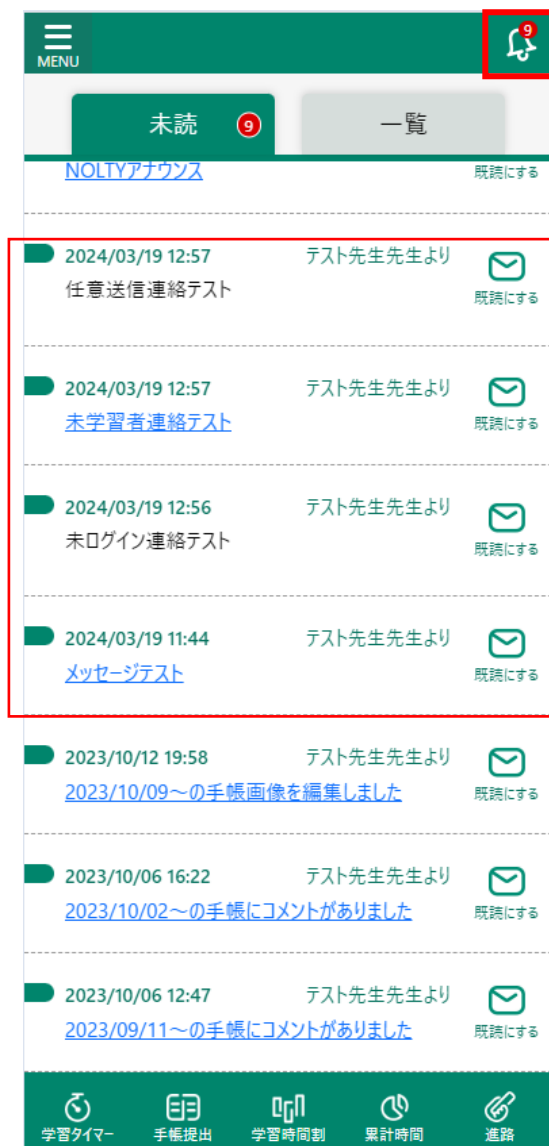 MENU
9
未読 9 一覧
NOLTYアナウンス 既読にする
2024/03/19 12:57 テスト先生先生より
任意送信連絡テスト 既読にする
2024/03/19 12:57 テスト先生先生より
未学習者連絡テスト 既読にする
2024/03/19 12:56 テスト先生先生より
未ログイン連絡テスト 既読にする
2024/03/19 11:44 テスト先生先生より
メッセージテスト 既読にする
2023/10/12 19:58 テスト先生先生より
2023/10/09～の手帳画像を編集しました 既読にする
2023/10/06 16:22 テスト先生先生より
2023/10/02～の手帳にコメントがありました 既読にする
2023/10/06 12:47 テスト先生先生より
2023/09/11～の手帳にコメントがありました 既読にする
学習タイマー 手帳提出 学習時間割 累計時間 進路